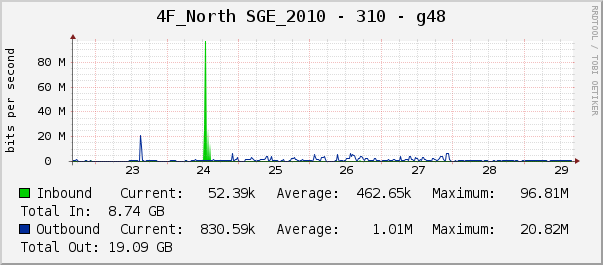 4F_North SGE_2010 - 310 - g48
RRDTOOL / TOBI OETIKER
bits per second
80 M
60 M
40 M
20 M
0
23 24 25 26 27 28 29
Inbound Current: 52.39k Average: 462.65k Maximum: 96.81M
Total In: 8.74 GB
Outbound Current: 830.59k Average: 1.01M Maximum: 20.82M
Total Out: 19.09 GB